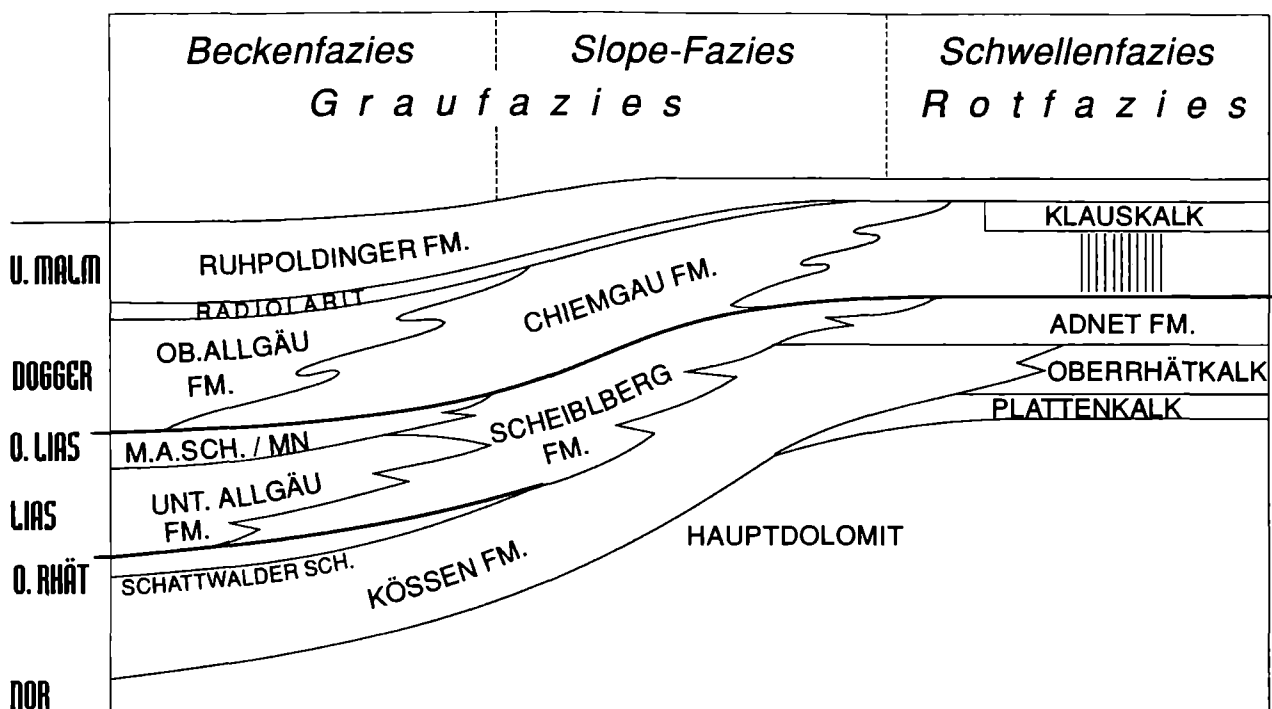 Beckenfazies
Slope-Fazies
Schwellenfazies
Graufazies
Rotfazies
U. MALM
DOGGER
O. LIAS
LIAS
O. RHÄT
NOR
RUHPOLDINGER FM.
RADIOLARIT
OB.ALLGÄU
FM.
CHIEMGAU FM.
KLAUSKALK
M.A.SCH. / MN
SCHEIBLBERG
FM.
ADNET FM.
OBERRHÄTKALK
PLATTENKALK
UNT. ALLGÄU
FM.
SCHATTWALDER SCH.
KÖSSEN FM.
HAUPTDOLOMIT